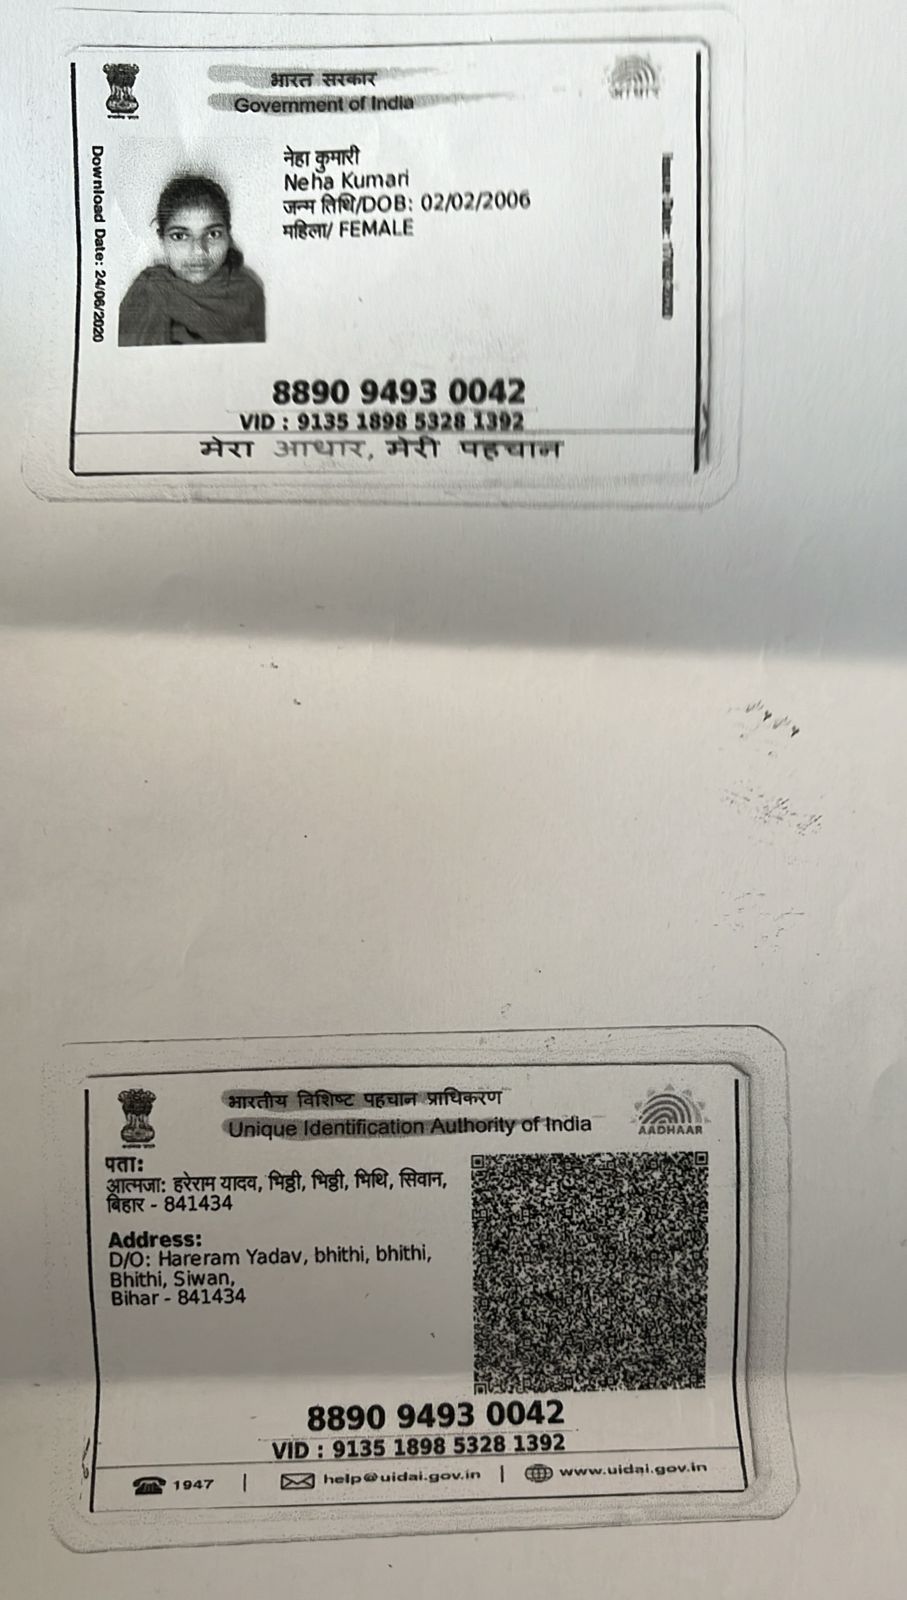 भारत सरकार
Government of India
Download Date: 24/06/2020
नेहा कुमारी
Neha Kumari
जन्म तिथि/DOB: 02/02/2006
महिला/ FEMALE
8890 9493 0042
VID : 9135 1898 5328 1392
मेरा आधार, मेरी पहचान
भारतीय विशिष्ट पहचान प्राधिकरण
Unique Identification Authority of India
AADHAAR
पता:
आत्मजा: हरेराम यादव, भिठ्ठी, भिठ्ठी, भिथि, सिवान,
बिहार - 841434
Address:
D/O: Hareram Yadav, bhithi, bhithi,
Bhithi, Siwan,
Bihar - 841434
8890 9493 0042
VID : 9135 1898 5328 1392
1947 | help@uidai.gov.in | www.uidai.gov.in